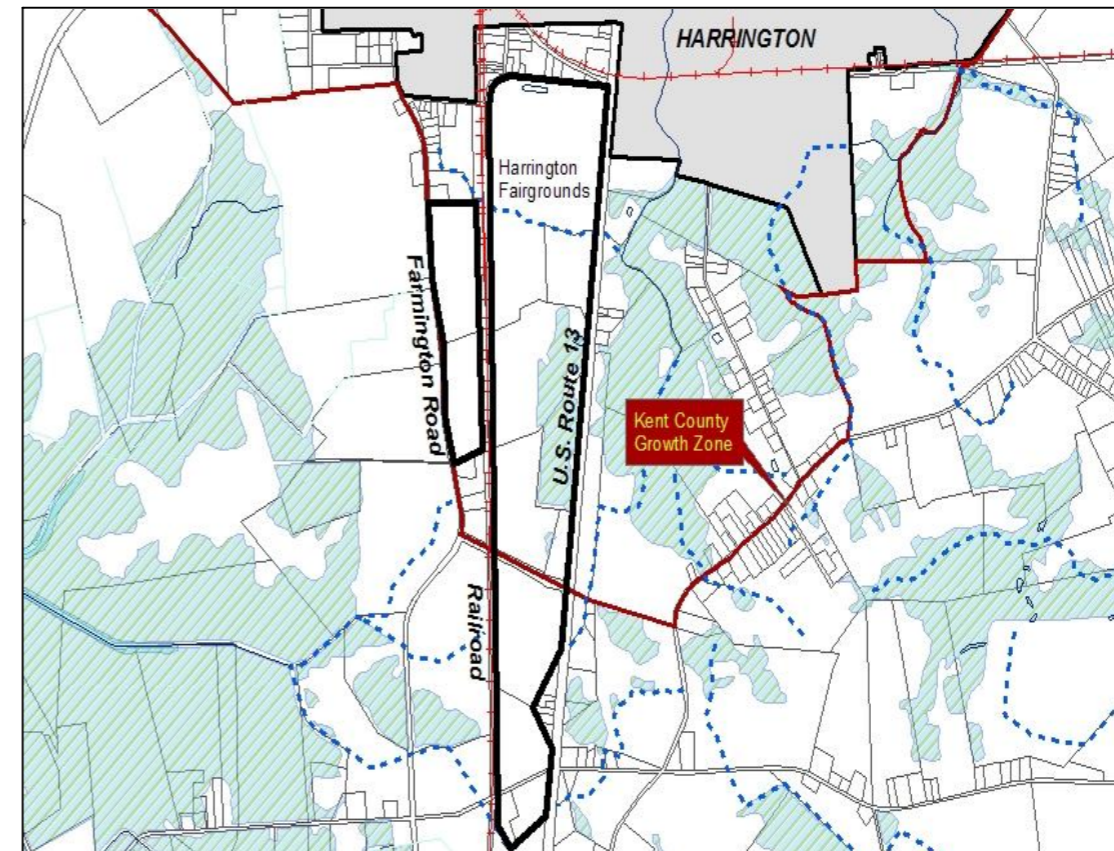 HARRINGTON
Harrington
Fairgrounds
Farmington Road
U.S. Route 13
Kent County
Growth Zone
Railroad